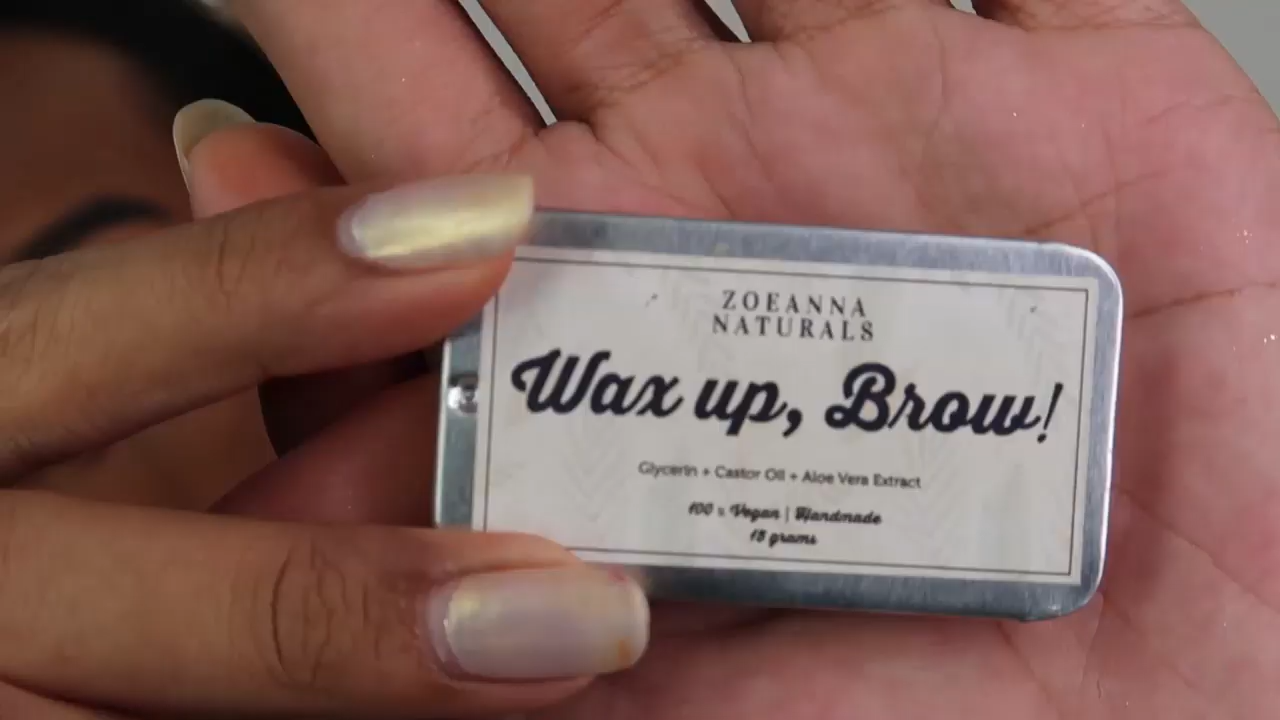 ZOEANNA
NATURALS
Wax up, Brow!
Glycerin + Castor Oil + Aloe Vera Extract
100 % Vegan | Handmade
15 grams